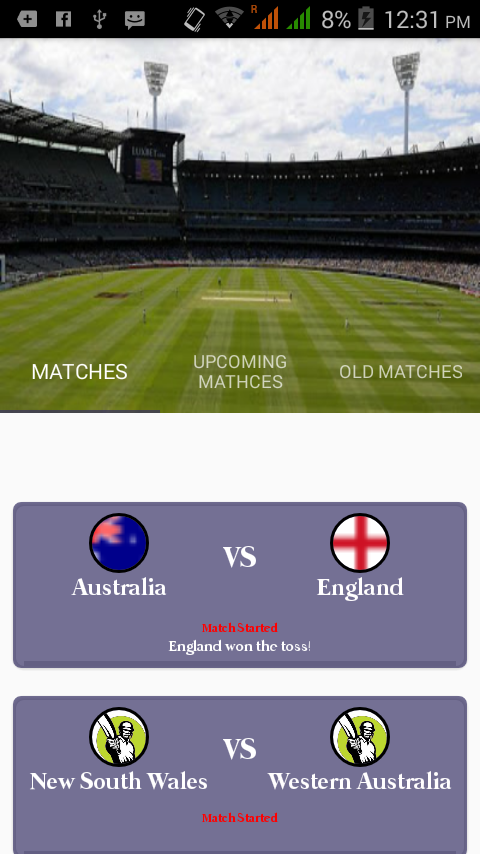 R 8% 12:31 PM
LUXBET
MATCHES
UPCOMING
MATHCES
OLD MATCHES
VS
Australia
England
Match Started
England won the toss!
VS
New South Wales
Western Australia
Match Started